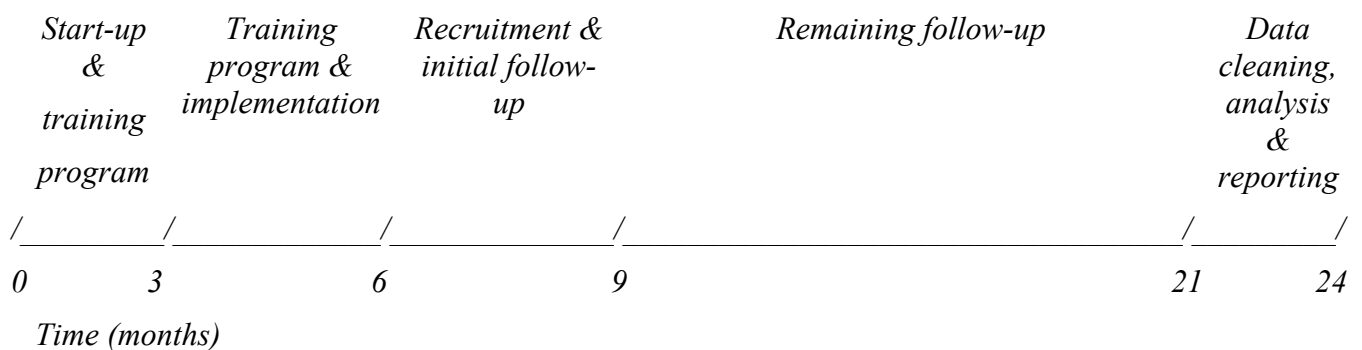 Start-up
&
training
program
Training
program &
implementation
Recruitment &
initial follow-
up
Remaining follow-up
Data
cleaning,
analysis
&
reporting
/ / / / / /
0 3 6 9 21 24
Time (months)